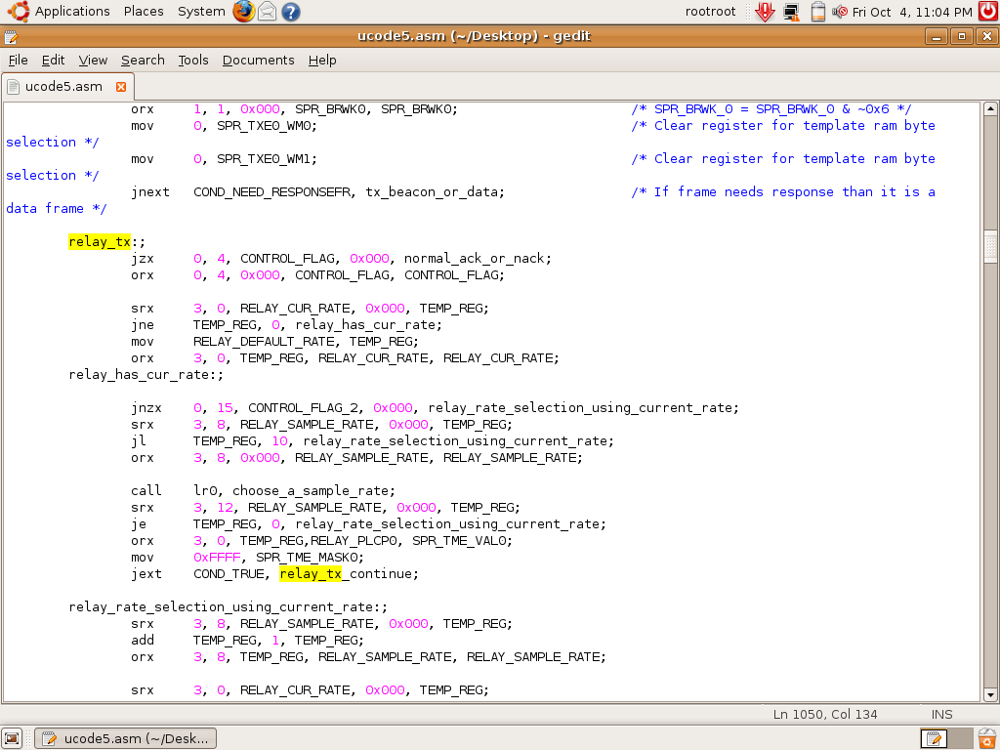 Applications Places System rootroot Fri Oct 4, 11:04 PM
ucode5.asm (~/Desktop) - gedit
File Edit View Search Tools Documents Help
ucode5.asm
orx 1, 1, 0x000, SPR_BRWK0, SPR_BRWK0; /* SPR_BRWK_0 = SPR_BRWK_0 & ~0x6 */
mov 0, SPR_TXE0_WM0; /* Clear register for template ram byte
selection */
mov 0, SPR_TXE0_WM1; /* Clear register for template ram byte
selection */
jnext COND_NEED_RESPONSEFR, tx_beacon_or_data; /* If frame needs response than it is a
data frame */
relay_tx:;
jzx 0, 4, CONTROL_FLAG, 0x000, normal_ack_or_nack;
orx 0, 4, 0x000, CONTROL_FLAG, CONTROL_FLAG;
srx 3, 0, RELAY_CUR_RATE, 0x000, TEMP_REG;
jne TEMP_REG, 0, relay_has_cur_rate;
mov RELAY_DEFAULT_RATE, TEMP_REG;
orx 3, 0, TEMP_REG, RELAY_CUR_RATE, RELAY_CUR_RATE;
relay_has_cur_rate:;
jnzx 0, 15, CONTROL_FLAG_2, 0x000, relay_rate_selection_using_current_rate;
srx 3, 8, RELAY_SAMPLE_RATE, 0x000, TEMP_REG;
jl TEMP_REG, 10, relay_rate_selection_using_current_rate;
orx 3, 8, 0x000, RELAY_SAMPLE_RATE, RELAY_SAMPLE_RATE;
call lr0, choose_a_sample_rate;
srx 3, 12, RELAY_SAMPLE_RATE, 0x000, TEMP_REG;
je TEMP_REG, 0, relay_rate_selection_using_current_rate;
orx 3, 0, TEMP_REG,RELAY_PLCP0, SPR_TME_VAL0;
mov 0xFFFF, SPR_TME_MASK0;
jext COND_TRUE, relay_tx_continue;
relay_rate_selection_using_current_rate:;
srx 3, 8, RELAY_SAMPLE_RATE, 0x000, TEMP_REG;
add TEMP_REG, 1, TEMP_REG;
orx 3, 8, TEMP_REG, RELAY_SAMPLE_RATE, RELAY_SAMPLE_RATE;
srx 3, 0, RELAY_CUR_RATE, 0x000, TEMP_REG;
Ln 1050, Col 134 INS
ucode5.asm (~/Desk...